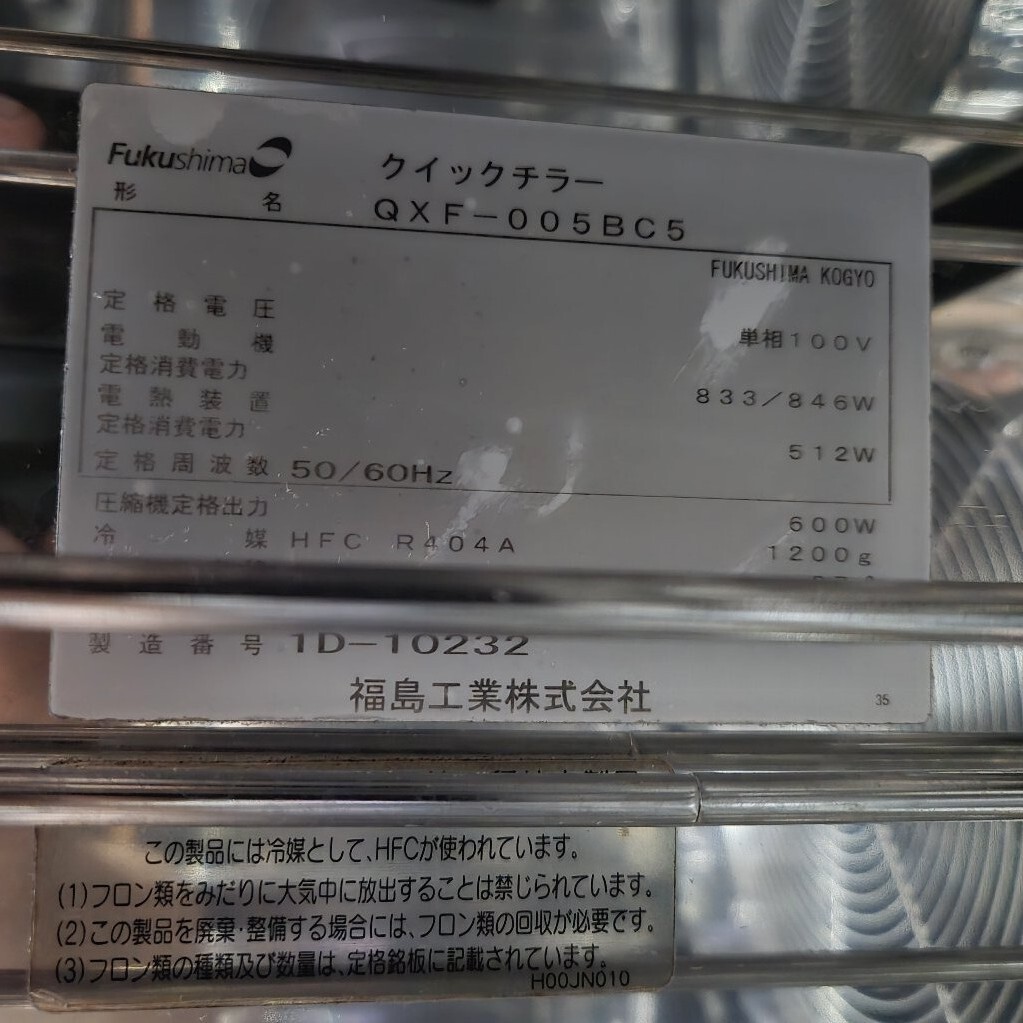 Fukushima クイックチラー
形名 QXF-005BC5
FUKUSHIMA KOGYO
定格電圧 単相100V
電動機
定格消費電力 833/846W
電熱装置
定格消費電力 512W
定格周波数 50/60Hz
圧縮機定格出力 600W
冷媒 HFC R404A 1200g
製造番号 1D-10232
福島工業株式会社 35
この製品には冷媒として、HFCが使われています。
(1)フロン類をみだりに大気中に放出することは禁じられています。
(2)この製品を廃棄・整備する場合には、フロン類の回収が必要です。
(3)フロン類の種類及び数量は、定格銘板に記載されています。
H00JN010